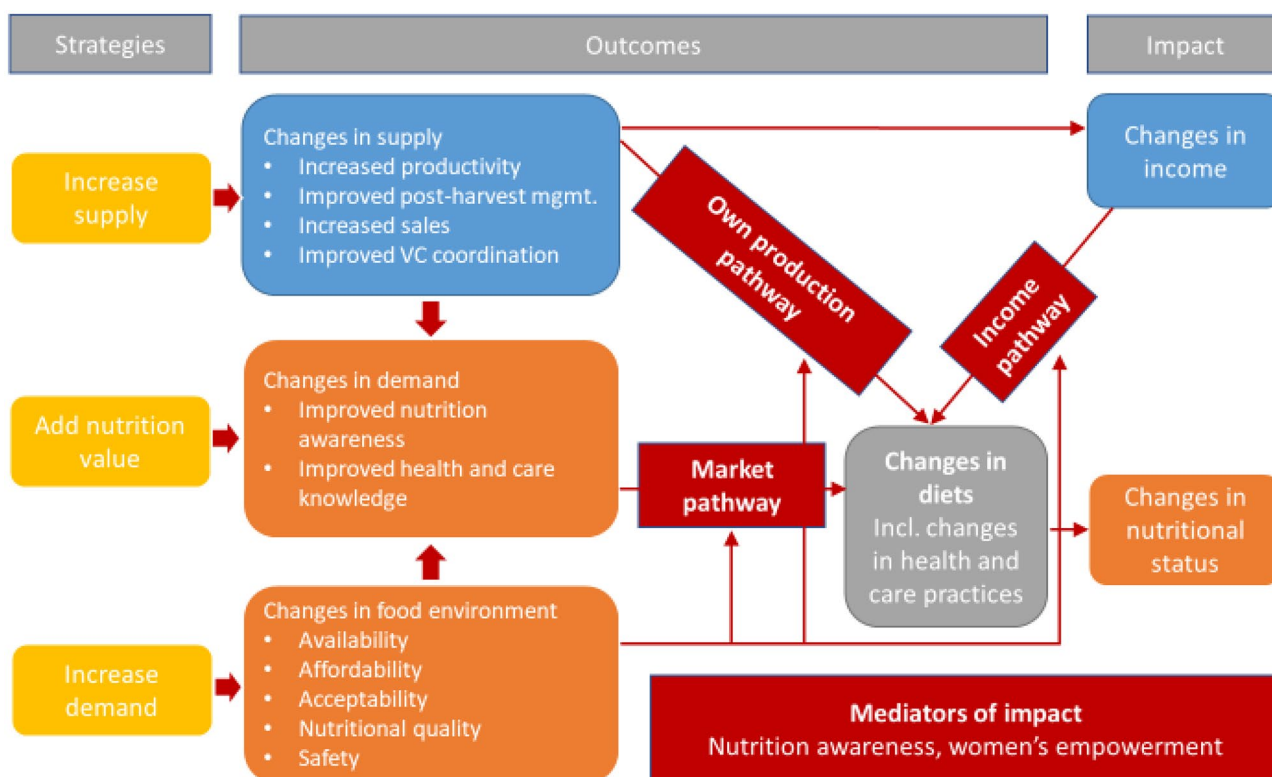 Strategies
Outcomes
Impact
Increase
supply
Changes in supply
• Increased productivity
• Improved post-harvest mgmt.
• Increased sales
• Improved VC coordination
Changes in
income
Own production
pathway
Income
pathway
Add nutrition
value
Changes in demand
• Improved nutrition
awareness
• Improved health and care
knowledge
Market
pathway
Changes in
diets
Incl. changes
in health and
care practices
Changes in
nutritional
status
Increase
demand
Changes in food environment
• Availability
• Affordability
• Acceptability
• Nutritional quality
• Safety
Mediators of impact
Nutrition awareness, women's empowerment